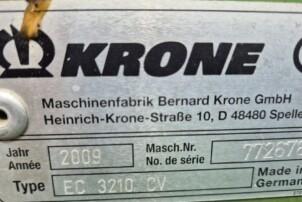 KRONE
Maschinenfabrik Bernard Krone GmbH
Heinrich-Krone-Straße 10, D 48480 Spelle
Jahr 2009 Masch.Nr. 772676
Année No. de série
Type EC 3210 CV Made in
German